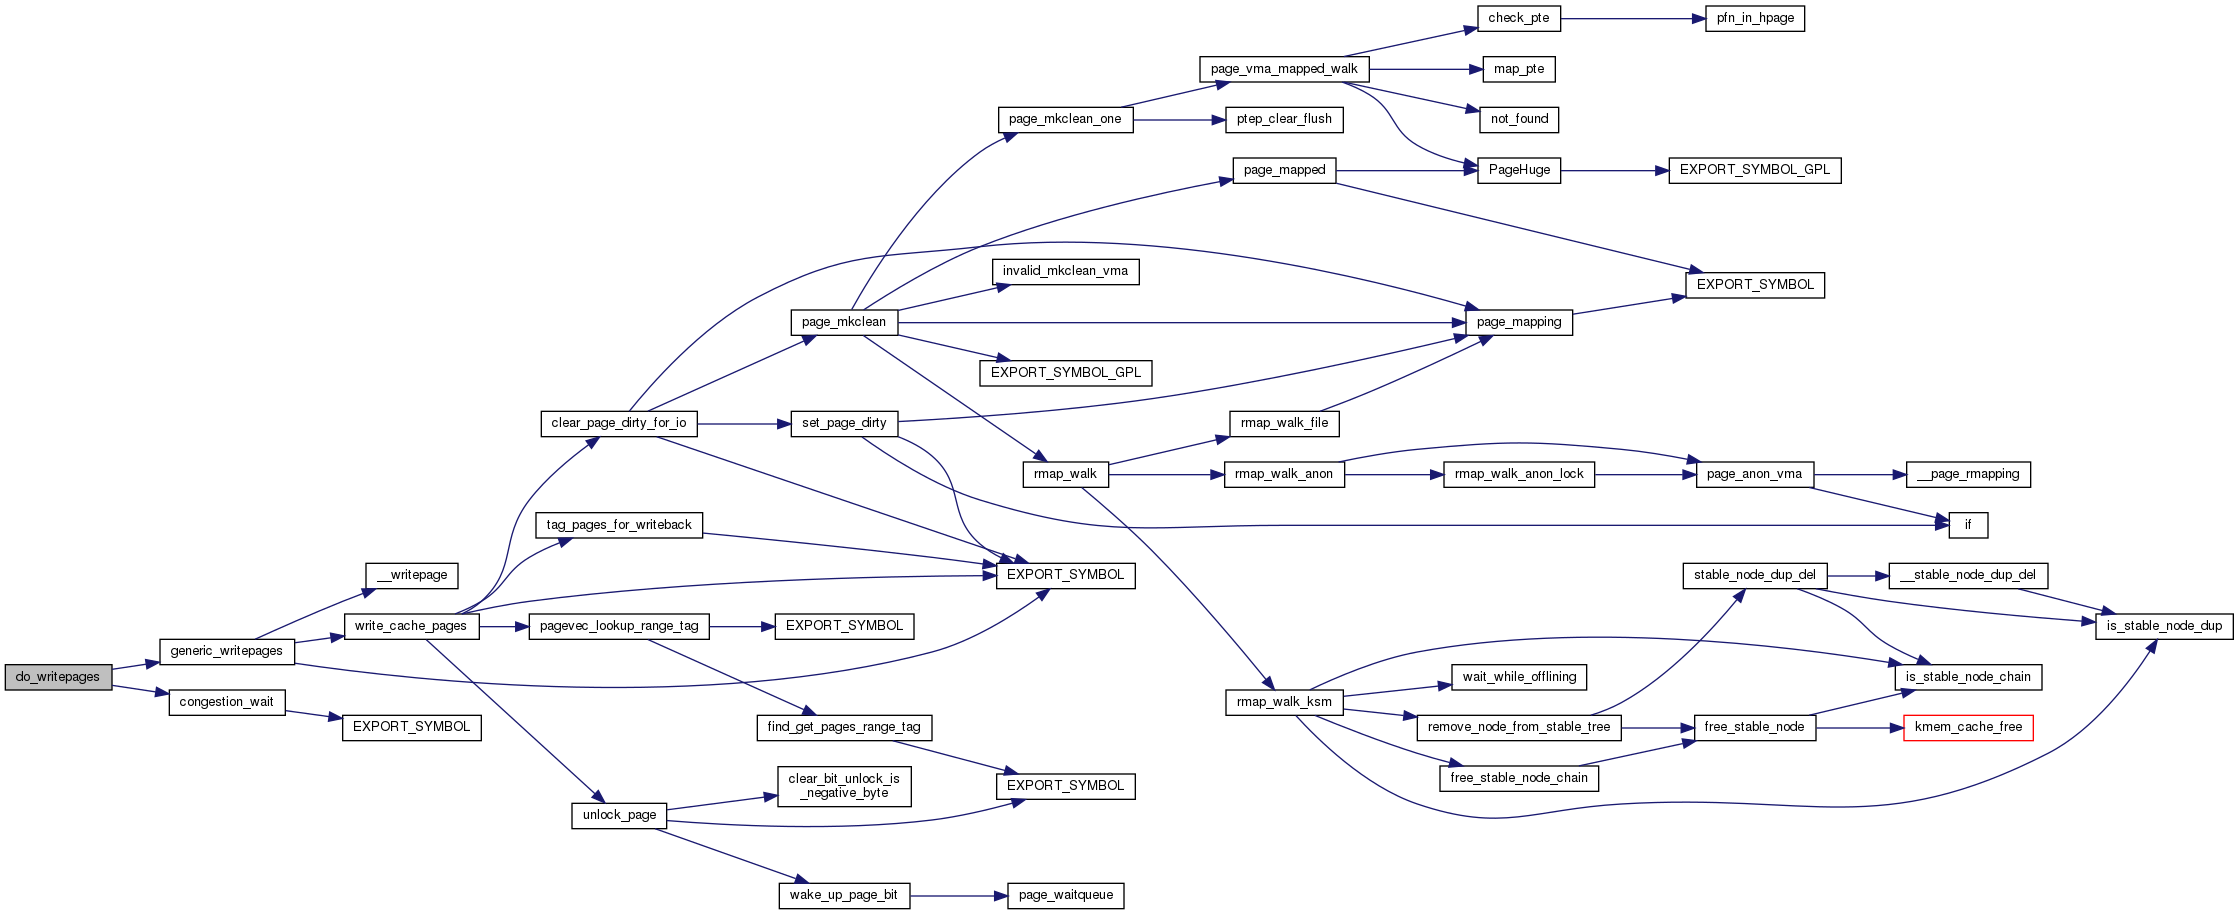 check_pte
pfn_in_hpage
page_vma_mapped_walk
map_pte
page_mkclean_one
ptep_clear_flush
not_found
page_mapped
PageHuge
EXPORT_SYMBOL_GPL
invalid_mkclean_vma
EXPORT_SYMBOL
page_mkclean
page_mapping
EXPORT_SYMBOL_GPL
clear_page_dirty_for_io
set_page_dirty
rmap_walk_file
rmap_walk
rmap_walk_anon
rmap_walk_anon_lock
page_anon_vma
__page_rmapping
tag_pages_for_writeback
if
__writepage
EXPORT_SYMBOL
stable_node_dup_del
__stable_node_dup_del
write_cache_pages
pagevec_lookup_range_tag
EXPORT_SYMBOL
is_stable_node_dup
generic_writepages
do_writepages
wait_while_offlining
is_stable_node_chain
congestion_wait
rmap_walk_ksm
EXPORT_SYMBOL
find_get_pages_range_tag
remove_node_from_stable_tree
free_stable_node
kmem_cache_free
clear_bit_unlock_is
_negative_byte
EXPORT_SYMBOL
free_stable_node_chain
unlock_page
wake_up_page_bit
page_waitqueue